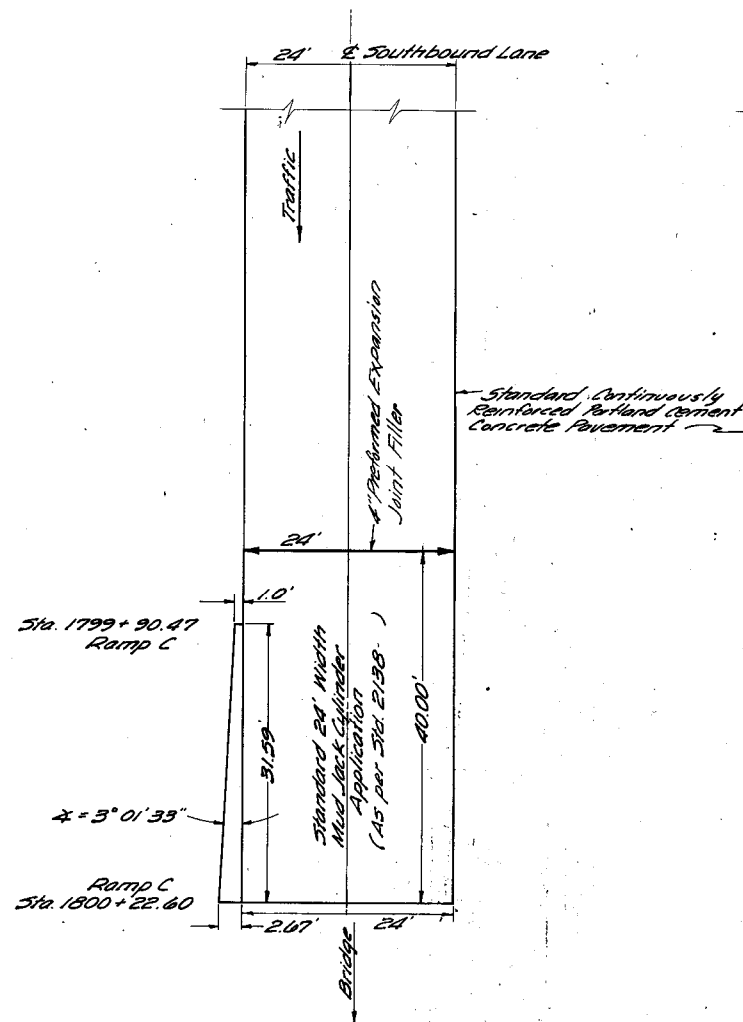 24'
℄ Southbound Lane
Traffic
4" Preformed Expansion
Joint Filler
Standard Continuously
Reinforced Portland Cement
Concrete Pavement
24'
1.0'
Sta. 1799+90.47
Ramp C
31.59'
Standard 24' Width
Mud Jack Cylinder
Application
(As per Std. 2138- )
40.00'
∡ = 3° 01' 33"
Ramp C
Sta. 1800+22.60
2.67'
24'
Bridge